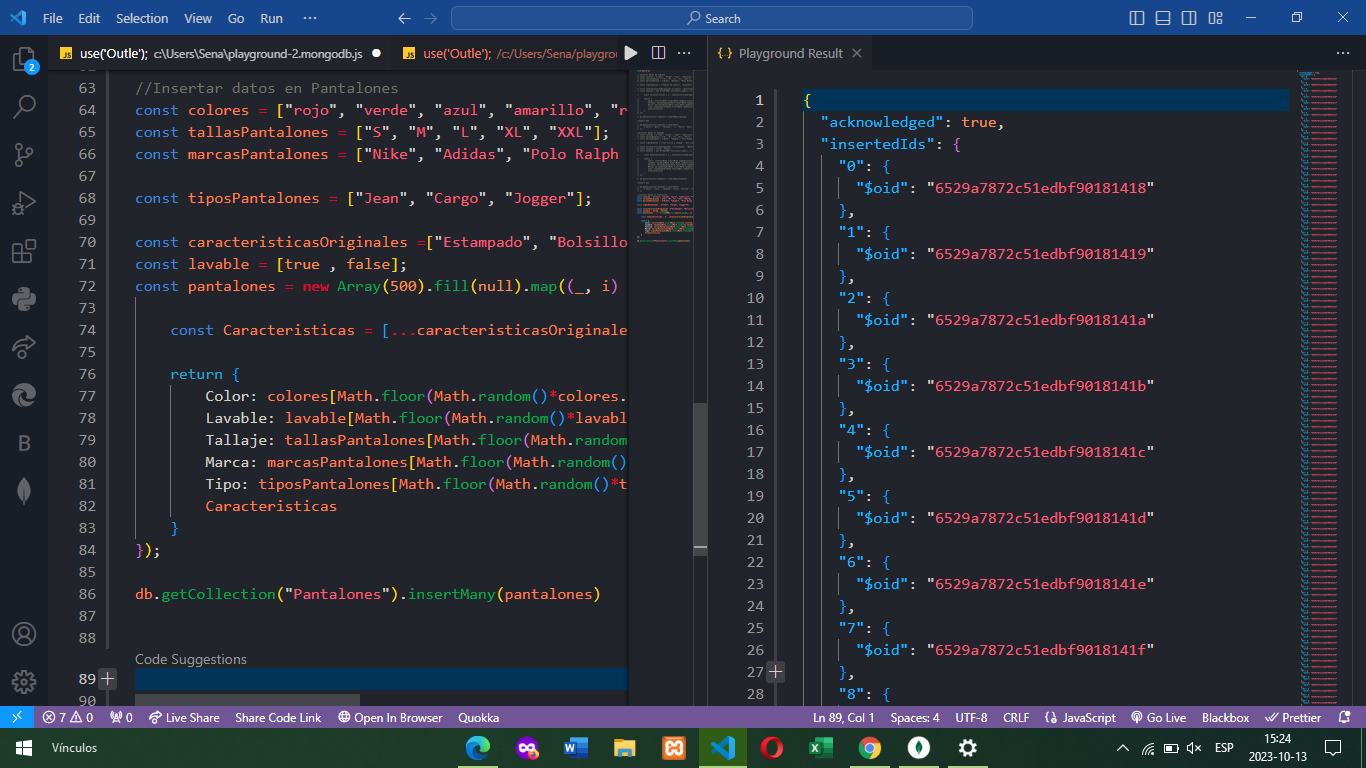 File Edit Selection View Go Run ··· Search
use('Outle'); c:\Users\Sena\playground-2.mongodb.js use('Outle'); /c:/Users/Sena/playgrou ··· {} Playground Result ···
63 //Insertar datos en Pantalones
64 const colores = ["rojo", "verde", "azul", "amarillo", "r
65 const tallasPantalones = ["S", "M", "L", "XL", "XXL"];
66 const marcasPantalones = ["Nike", "Adidas", "Polo Ralph
67
68 const tiposPantalones = ["Jean", "Cargo", "Jogger"];
69
70 const caracteristicasOriginales =["Estampado", "Bolsillo
71 const lavable = [true , false];
72 const pantalones = new Array(500).fill(null).map((_, i)
73
74 const Caracteristicas = [...caracteristicasOriginale
75
76 return {
77 Color: colores[Math.floor(Math.random()*colores.
78 Lavable: lavable[Math.floor(Math.random()*lavabl
79 Tallaje: tallasPantalones[Math.floor(Math.random
80 Marca: marcasPantalones[Math.floor(Math.random()
81 Tipo: tiposPantalones[Math.floor(Math.random()*t
82 Caracteristicas
83 }
84 });
85
86 db.getCollection("Pantalones").insertMany(pantalones)
87
88
Code Suggestions
89
90
1 {
2 "acknowledged": true,
3 "insertedIds": {
4 "0": {
5 "$oid": "6529a7872c51edbf90181418"
6 },
7 "1": {
8 "$oid": "6529a7872c51edbf90181419"
9 },
10 "2": {
11 "$oid": "6529a7872c51edbf9018141a"
12 },
13 "3": {
14 "$oid": "6529a7872c51edbf9018141b"
15 },
16 "4": {
17 "$oid": "6529a7872c51edbf9018141c"
18 },
19 "5": {
20 "$oid": "6529a7872c51edbf9018141d"
21 },
22 "6": {
23 "$oid": "6529a7872c51edbf9018141e"
24 },
25 "7": {
26 "$oid": "6529a7872c51edbf9018141f"
27 },
28 "8": {
2
B
7 0 0 Live Share Share Code Link Open In Browser Quokka Ln 89, Col 1 Spaces: 4 UTF-8 CRLF JavaScript Go Live Blackbox Prettier
Vínculos ESP 15:24
2023-10-13